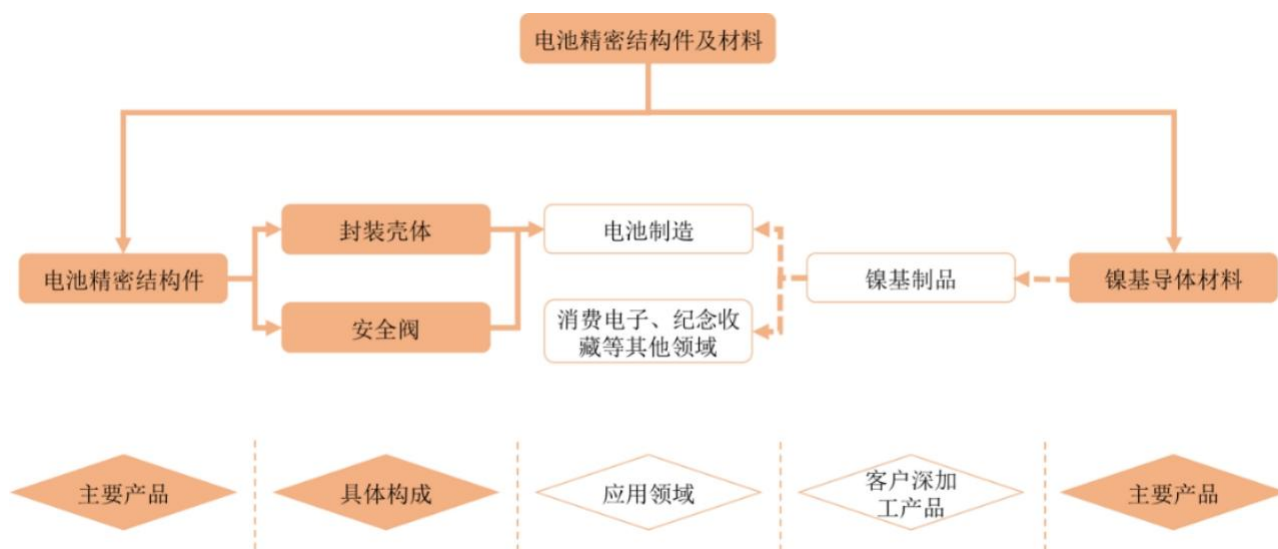 电池精密结构件及材料
封装壳体
电池制造
电池精密结构件
镍基制品
镍基导体材料
安全阀
消费电子、纪念收
藏等其他领域
主要产品
具体构成
应用领域
客户深加
工产品
主要产品